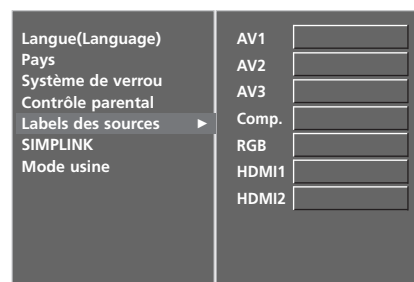 Langue(Language)
Pays
Système de verrou
Contrôle parental
Labels des sources ►
SIMPLINK
Mode usine
AV1
AV2
AV3
Comp.
RGB
HDMI1
HDMI2